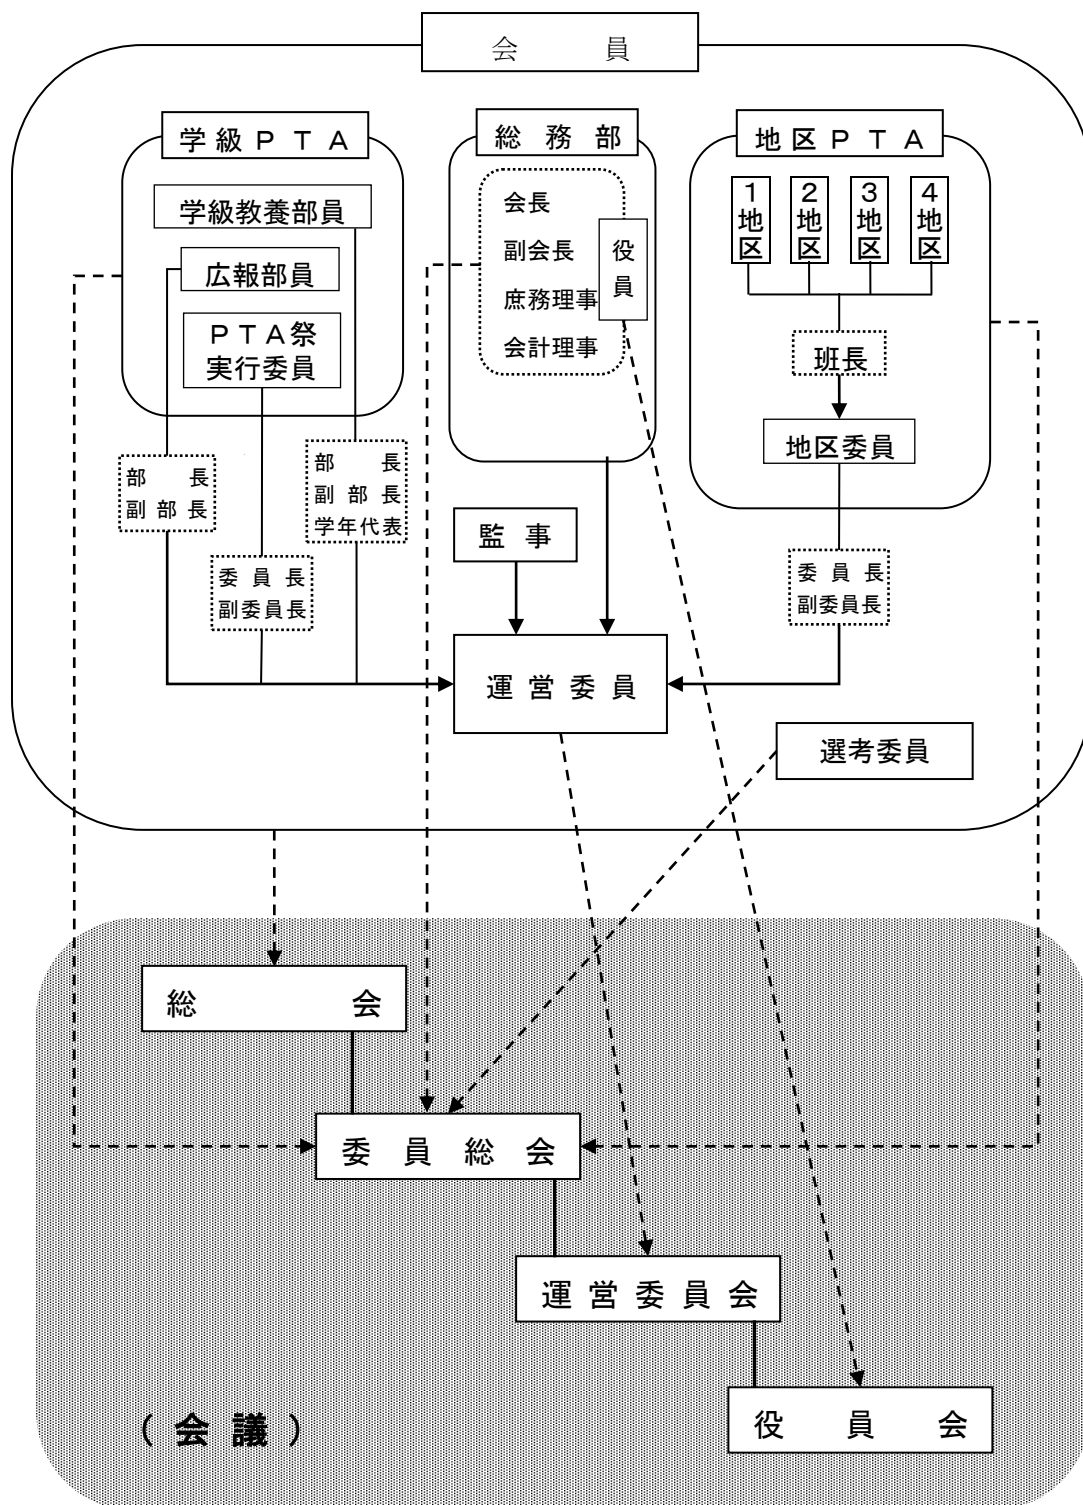 会員
学級ＰＴＡ
学級教養部員
広報部員
ＰＴＡ祭
実行委員
部長
副部長
委員長
副委員長
部長
副部長
学年代表
総務部
会長
副会長
庶務理事
会計理事
役員
監事
運営委員
地区ＰＴＡ
１地区
２地区
３地区
４地区
班長
地区委員
委員長
副委員長
選考委員
総会
委員総会
運営委員会
役員会
（会議）